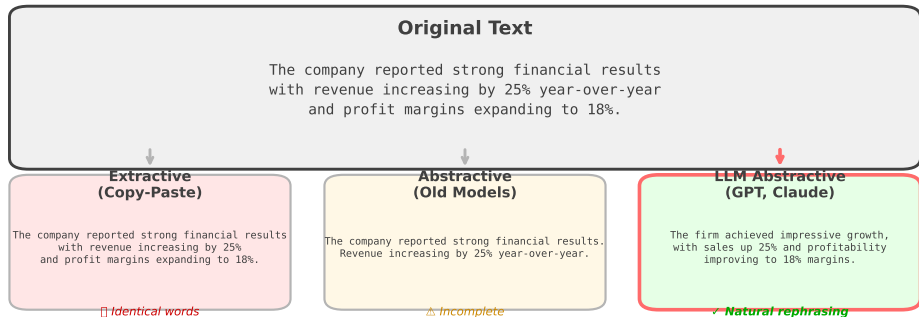 Original Text
The company reported strong financial results
with revenue increasing by 25% year-over-year
and profit margins expanding to 18%.
Extractive
(Copy-Paste)
The company reported strong financial results
with revenue increasing by 25%
and profit margins expanding to 18%.
Identical words
Abstractive
(Old Models)
The company reported strong financial results.
Revenue increasing by 25% year-over-year.
⚠ Incomplete
LLM Abstractive
(GPT, Claude)
The firm achieved impressive growth,
with sales up 25% and profitability
improving to 18% margins.
✓ Natural rephrasing